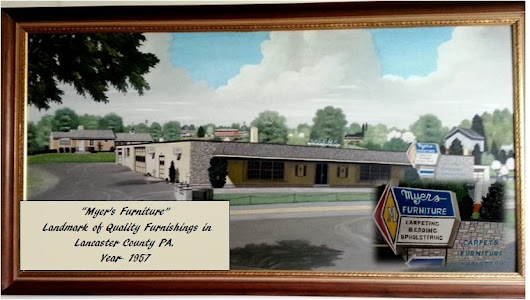 "Myer's Furniture"
Landmark of Quality Furnishings in
Lancaster County PA.
Year- 1957
Myers
FURNITURE
CARPETING
BEDDING
UPHOLSTERING
CARPETS
FURNITURE
Myers